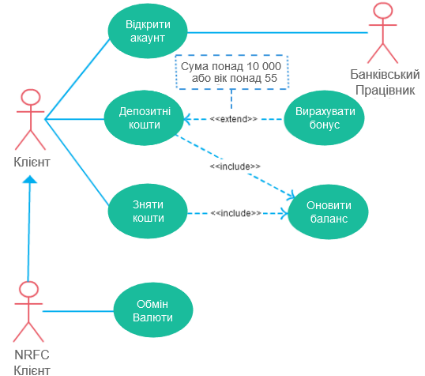 Відкрити
акаунт
Сума понад 10 000
або вік понад 55
Банківський
Працівник
Депозитні
кошти
<<extend>>
Вирахувати
бонус
Клієнт
<<include>>
Зняти
кошти
<<include>>
Оновити
баланс
Обмін
Валюти
NRFC
Клієнт